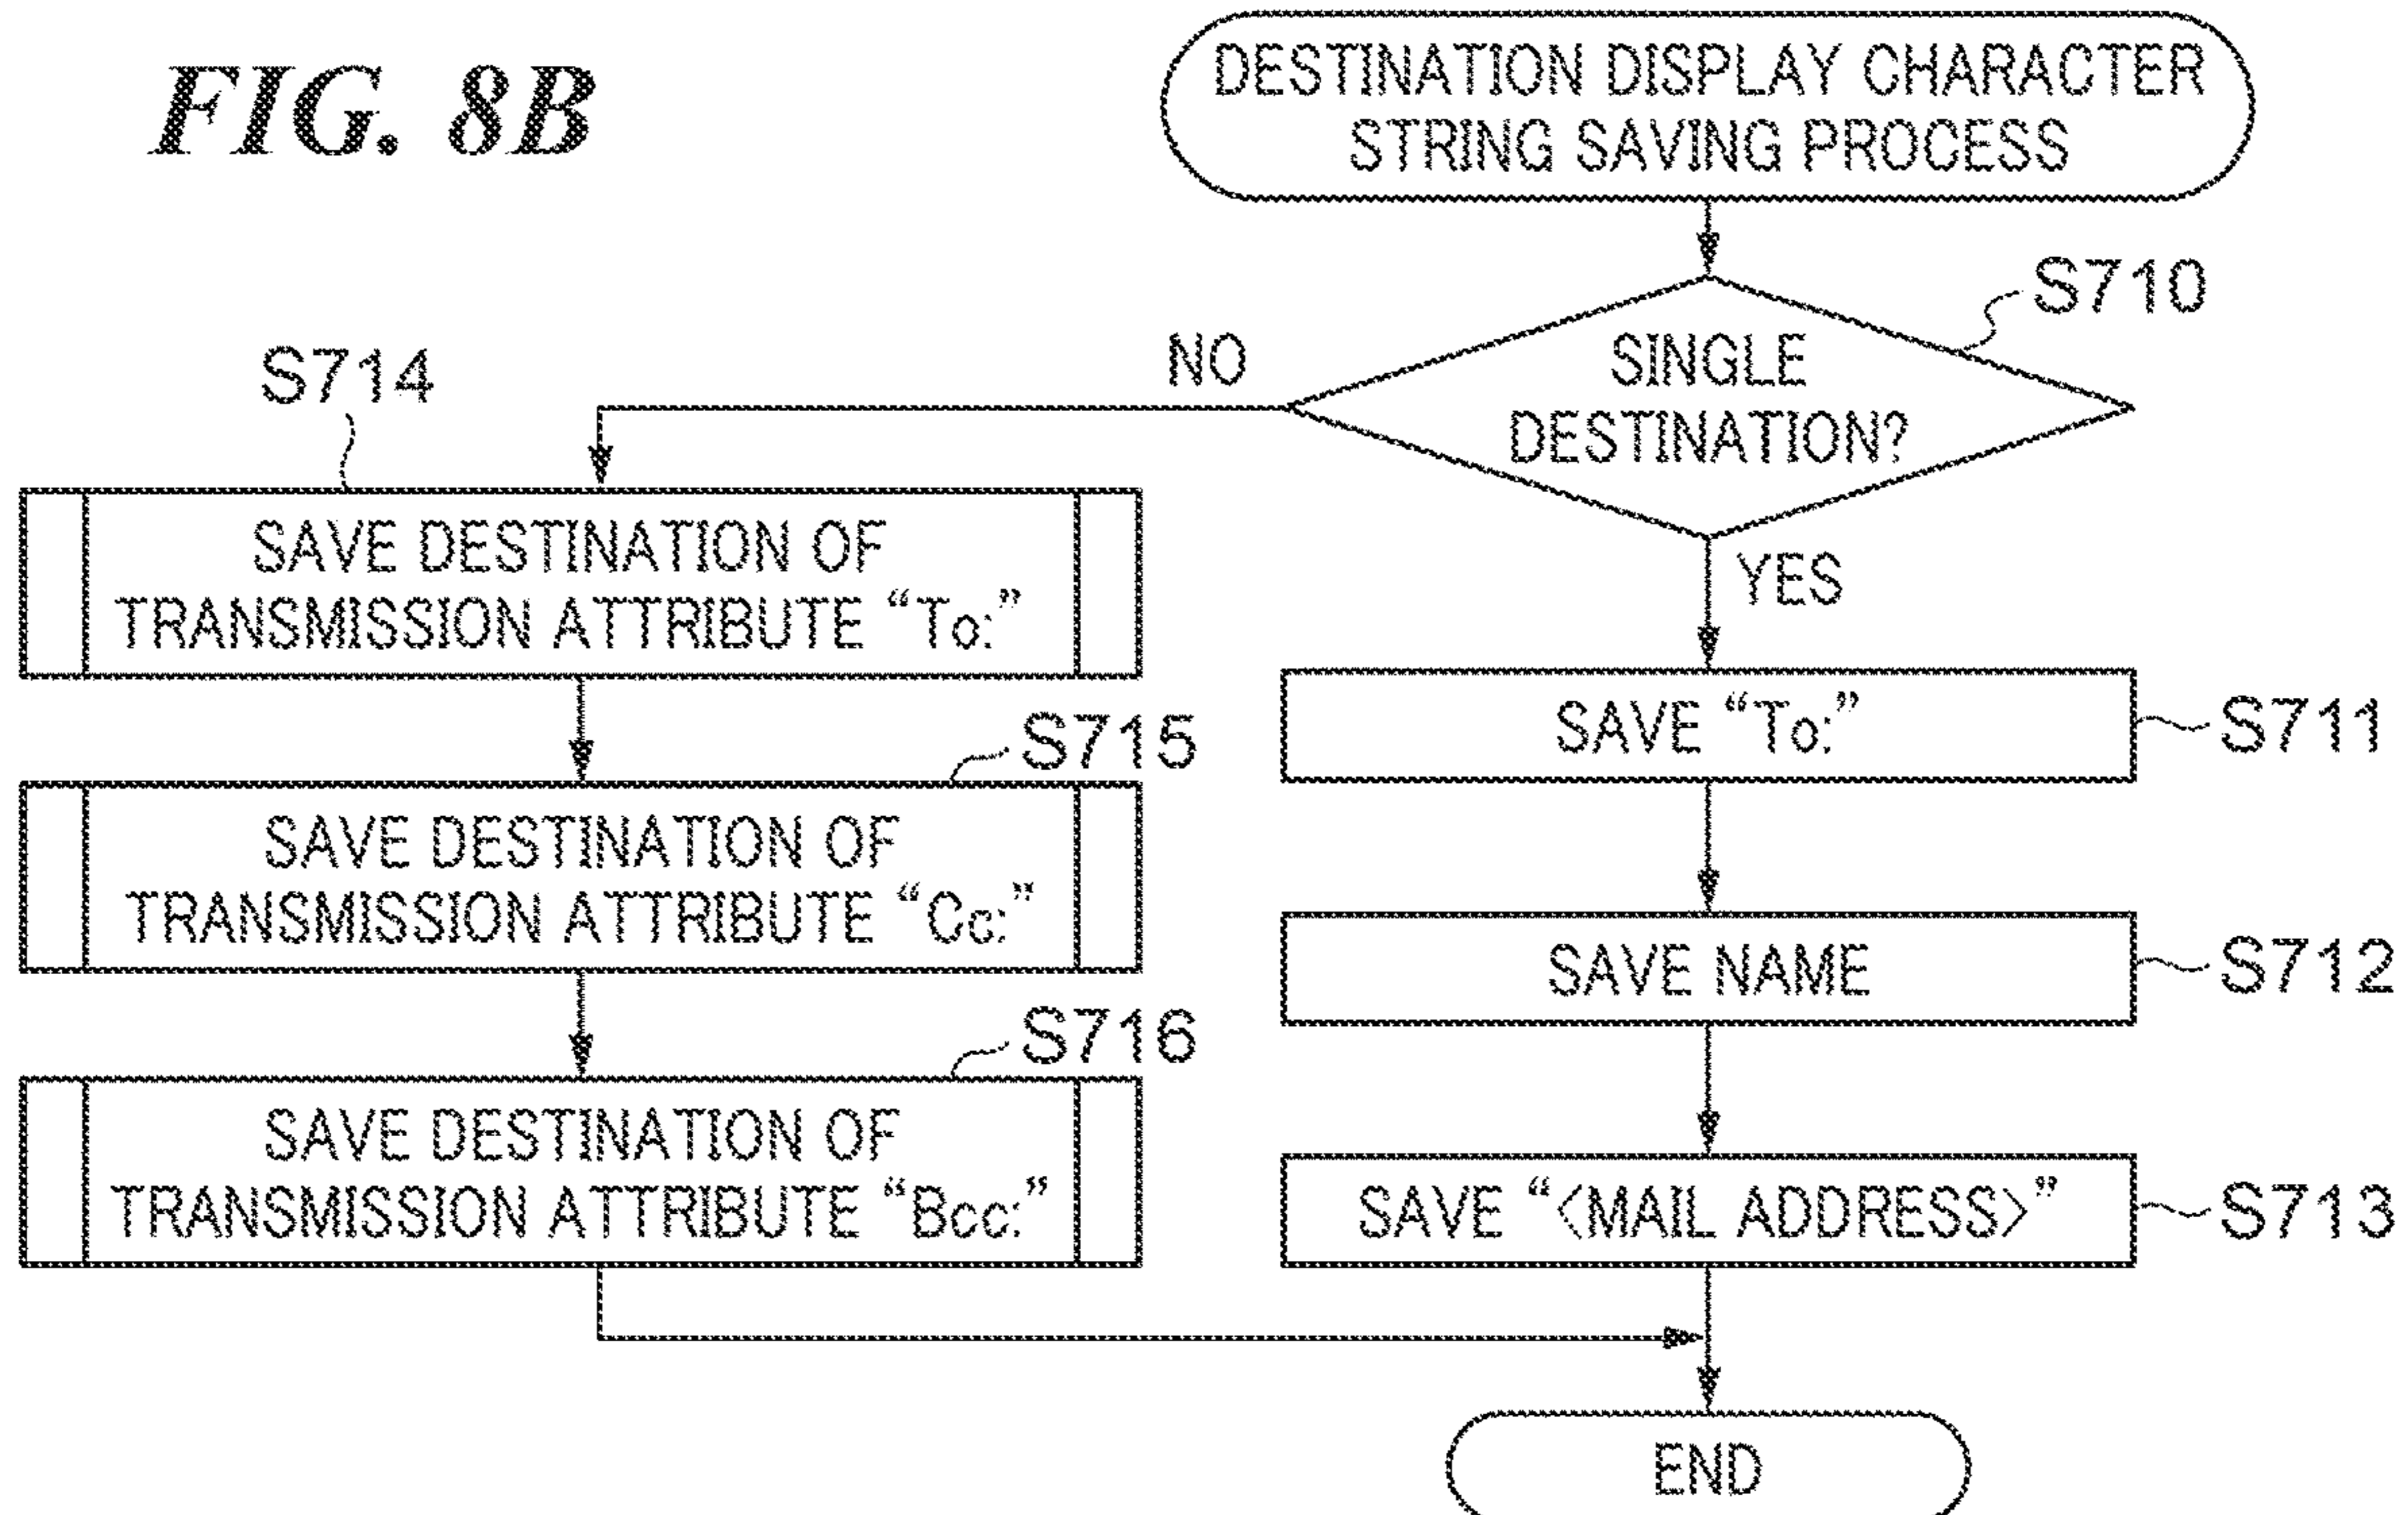 FIG. 8B
DESTINATION DISPLAY CHARACTER
STRING SAVING PROCESS
S710
SINGLE
DESTINATION?
NO
YES
S714
SAVE DESTINATION OF
TRANSMISSION ATTRIBUTE “To:”
S715
SAVE DESTINATION OF
TRANSMISSION ATTRIBUTE “Cc:”
S716
SAVE DESTINATION OF
TRANSMISSION ATTRIBUTE “Bcc:”
SAVE “To:”
S711
SAVE NAME
S712
SAVE “<MAIL ADDRESS>”
S713
END